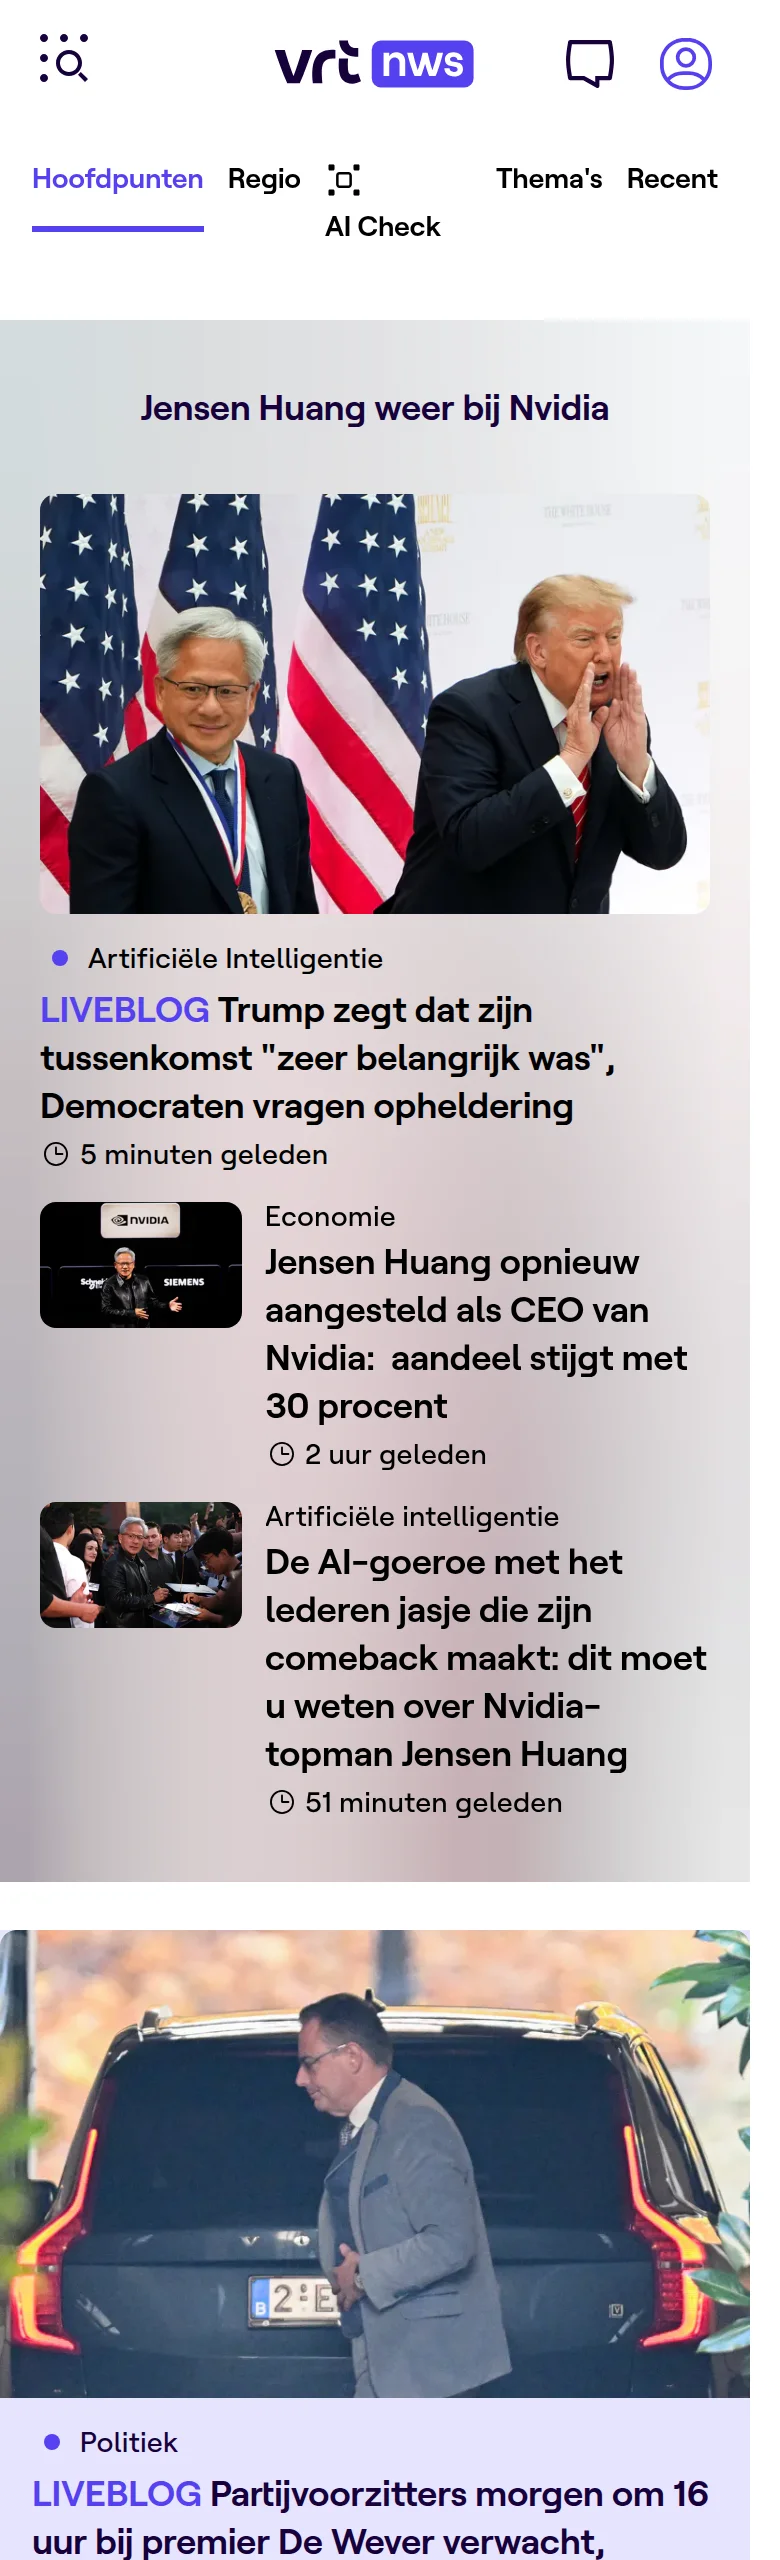 vrt nws
Hoofdpunten Regio AI Check Thema's Recent
Jensen Huang weer bij Nvidia
THE WHITE HOUSE
Artificiële Intelligentie
LIVEBLOG Trump zegt dat zijn
tussenkomst "zeer belangrijk was",
Democraten vragen opheldering
5 minuten geleden
NVIDIA
SIEMENS
Economie
Jensen Huang opnieuw
aangesteld als CEO van
Nvidia:  aandeel stijgt met
30 procent
2 uur geleden
Artificiële intelligentie
De AI-goeroe met het
lederen jasje die zijn
comeback maakt: dit moet
u weten over Nvidia-
topman Jensen Huang
51 minuten geleden
B 2 E
Politiek
LIVEBLOG Partijvoorzitters morgen om 16
uur bij premier De Wever verwacht,